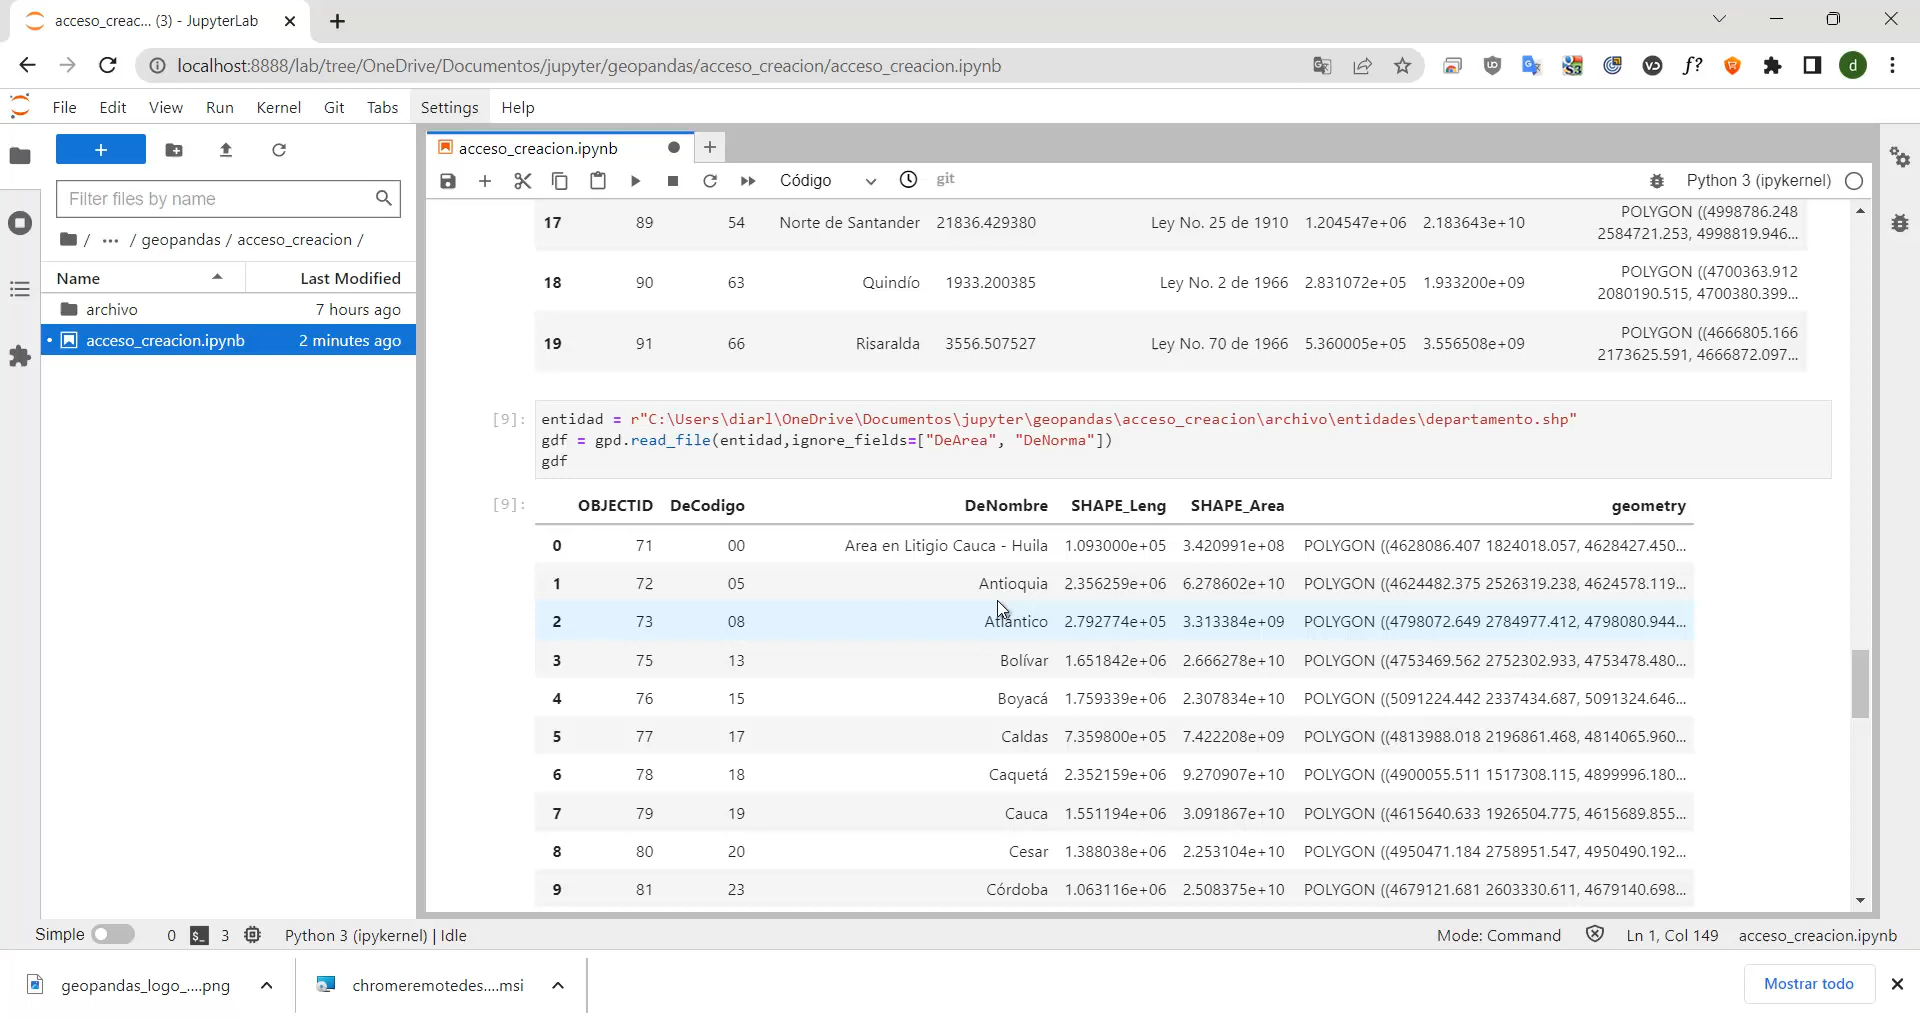 acceso_creac... (3) - JupyterLab
localhost:8888/lab/tree/OneDrive/Documentos/jupyter/geopandas/acceso_creacion/acceso_creacion.ipynb
f?
d
File Edit View Run Kernel Git Tabs Settings Help
acceso_creacion.ipynb
Filter files by name
Código
git
Python 3 (ipykernel)
/ ... / geopandas / acceso_creacion /
Name Last Modified
archivo 7 hours ago
acceso_creacion.ipynb 2 minutes ago
17 89 54 Norte de Santander 21836.429380 Ley No. 25 de 1910 1.204547e+06 2.183643e+10 POLYGON ((4998786.248
2584721.253, 4998819.946...
18 90 63 Quindío 1933.200385 Ley No. 2 de 1966 2.831072e+05 1.933200e+09 POLYGON ((4700363.912
2080190.515, 4700380.399...
19 91 66 Risaralda 3556.507527 Ley No. 70 de 1966 5.360005e+05 3.556508e+09 POLYGON ((4666805.166
2173625.591, 4666872.097...
[9]: entidad = r"C:\Users\diarl\OneDrive\Documentos\jupyter\geopandas\acceso_creacion\archivo\entidades\departamento.shp"
gdf = gpd.read_file(entidad,ignore_fields=["DeArea", "DeNorma"])
gdf
[9]: OBJECTID DeCodigo DeNombre SHAPE_Leng SHAPE_Area geometry
0 71 00 Area en Litigio Cauca - Huila 1.093000e+05 3.420991e+08 POLYGON ((4628086.407 1824018.057, 4628427.450...
1 72 05 Antioquia 2.356259e+06 6.278602e+10 POLYGON ((4624482.375 2526319.238, 4624578.119...
2 73 08 Atlántico 2.792774e+05 3.313384e+09 POLYGON ((4798072.649 2784977.412, 4798080.944...
3 75 13 Bolívar 1.651842e+06 2.666278e+10 POLYGON ((4753469.562 2752302.933, 4753478.480...
4 76 15 Boyacá 1.759339e+06 2.307834e+10 POLYGON ((5091224.442 2337434.687, 5091324.646...
5 77 17 Caldas 7.359800e+05 7.422208e+09 POLYGON ((4813988.018 2196861.468, 4814065.960...
6 78 18 Caquetá 2.352159e+06 9.270907e+10 POLYGON ((4900055.511 1517308.115, 4899996.180...
7 79 19 Cauca 1.551194e+06 3.091867e+10 POLYGON ((4615640.633 1926504.775, 4615689.855...
8 80 20 Cesar 1.388038e+06 2.253104e+10 POLYGON ((4950471.184 2758951.547, 4950490.192...
9 81 23 Córdoba 1.063116e+06 2.508375e+10 POLYGON ((4679121.681 2603330.611, 4679140.698...
Simple 0 3 Python 3 (ipykernel) | Idle Mode: Command Ln 1, Col 149 acceso_creacion.ipynb
geopandas_logo_....png chromeremotedes....msi Mostrar todo